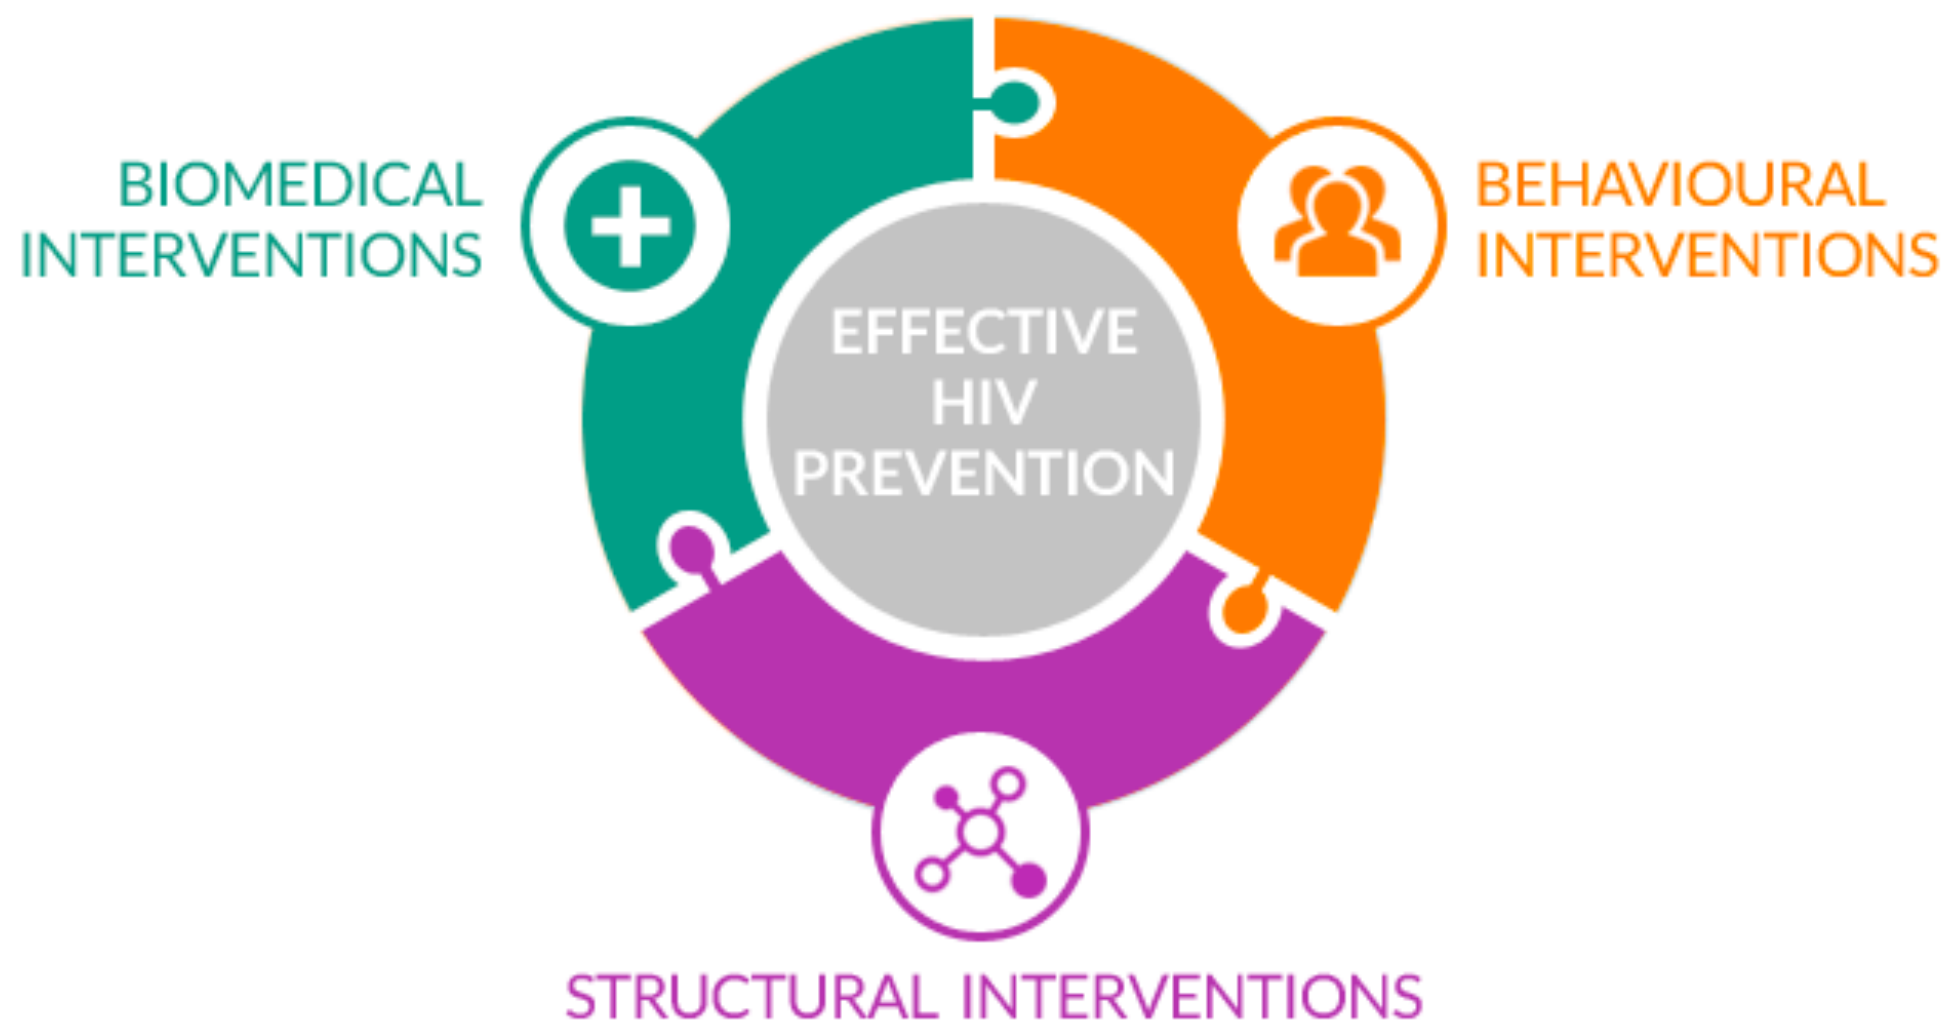 BIOMEDICAL
INTERVENTIONS
BEHAVIOURAL
INTERVENTIONS
EFFECTIVE
HIV
PREVENTION
STRUCTURAL INTERVENTIONS